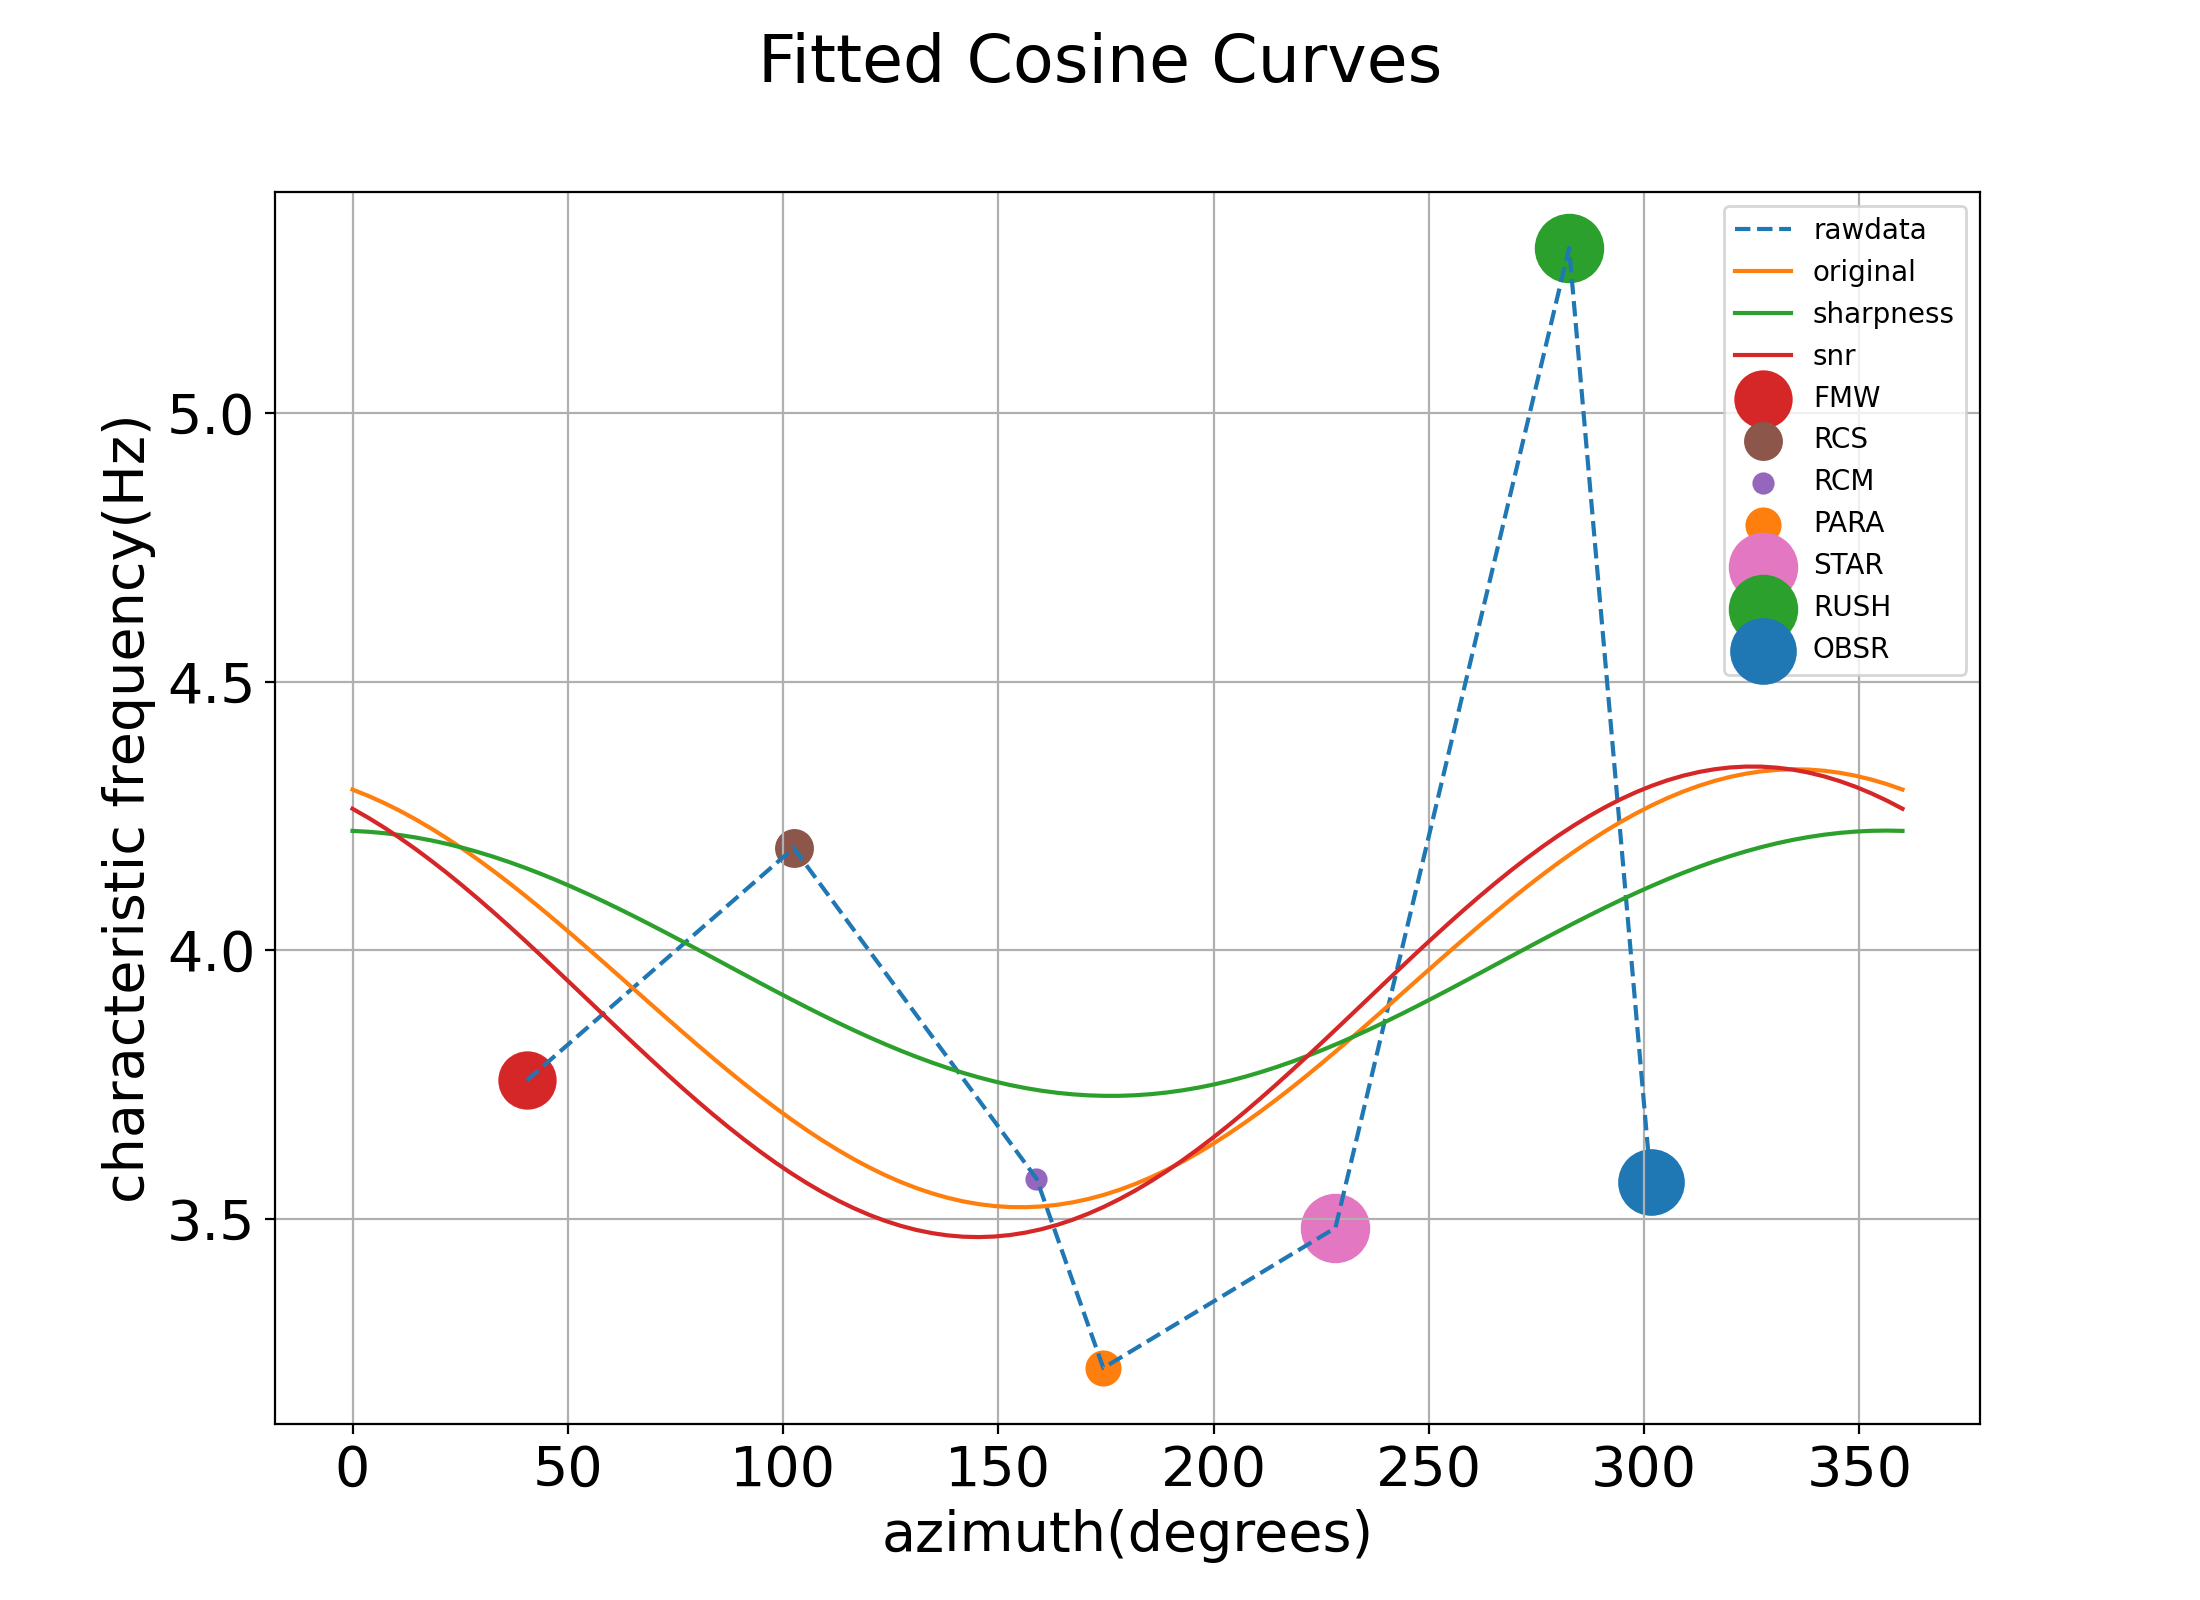 Fitted Cosine Curves
rawdata
original
sharpness
snr
FMW
RCS
RCM
PARA
STAR
RUSH
OBSR
characteristic frequency(Hz)
5.0
4.5
4.0
3.5
0 50 100 150 200 250 300 350
azimuth(degrees)